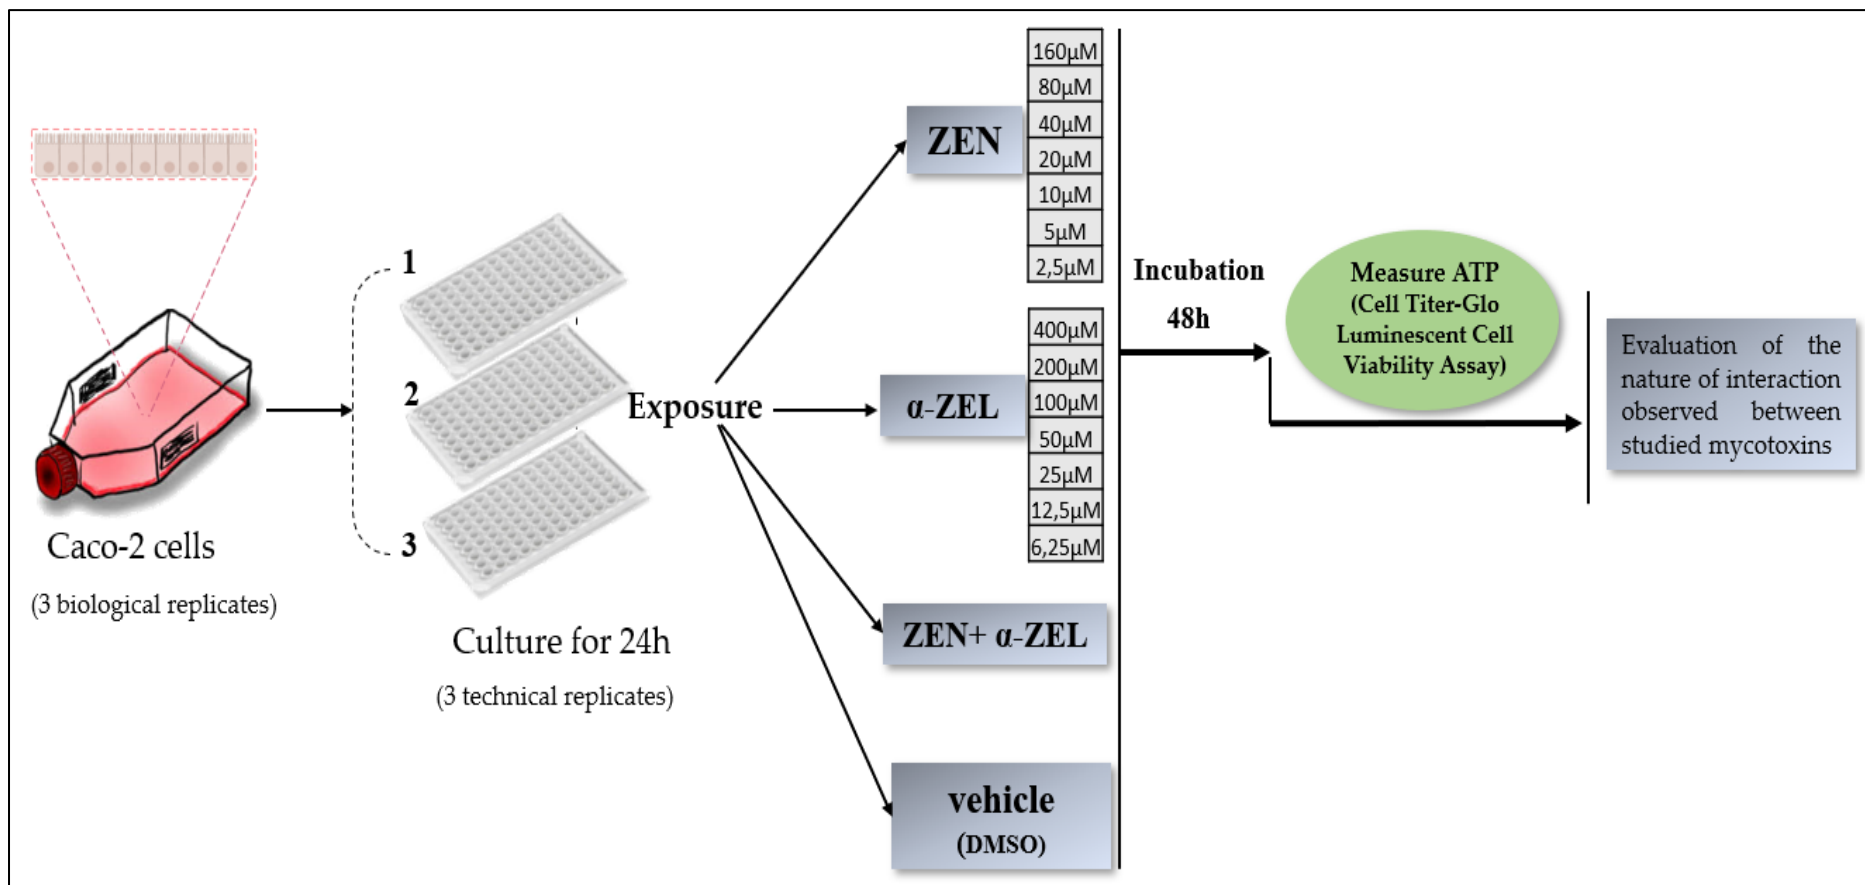 Caco-2 cells
(3 biological replicates)
1
2
3
Culture for 24h
(3 technical replicates)
Exposure
ZEN
160µM
80µM
40µM
20µM
10µM
5µM
2,5µM
α-ZEL
400µM
200µM
100µM
50µM
25µM
12,5µM
6,25µM
ZEN+ α-ZEL
vehicle
(DMSO)
Incubation
48h
Measure ATP
(Cell Titer-Glo
Luminescent Cell
Viability Assay)
Evaluation of the
nature of interaction
observed between
studied mycotoxins